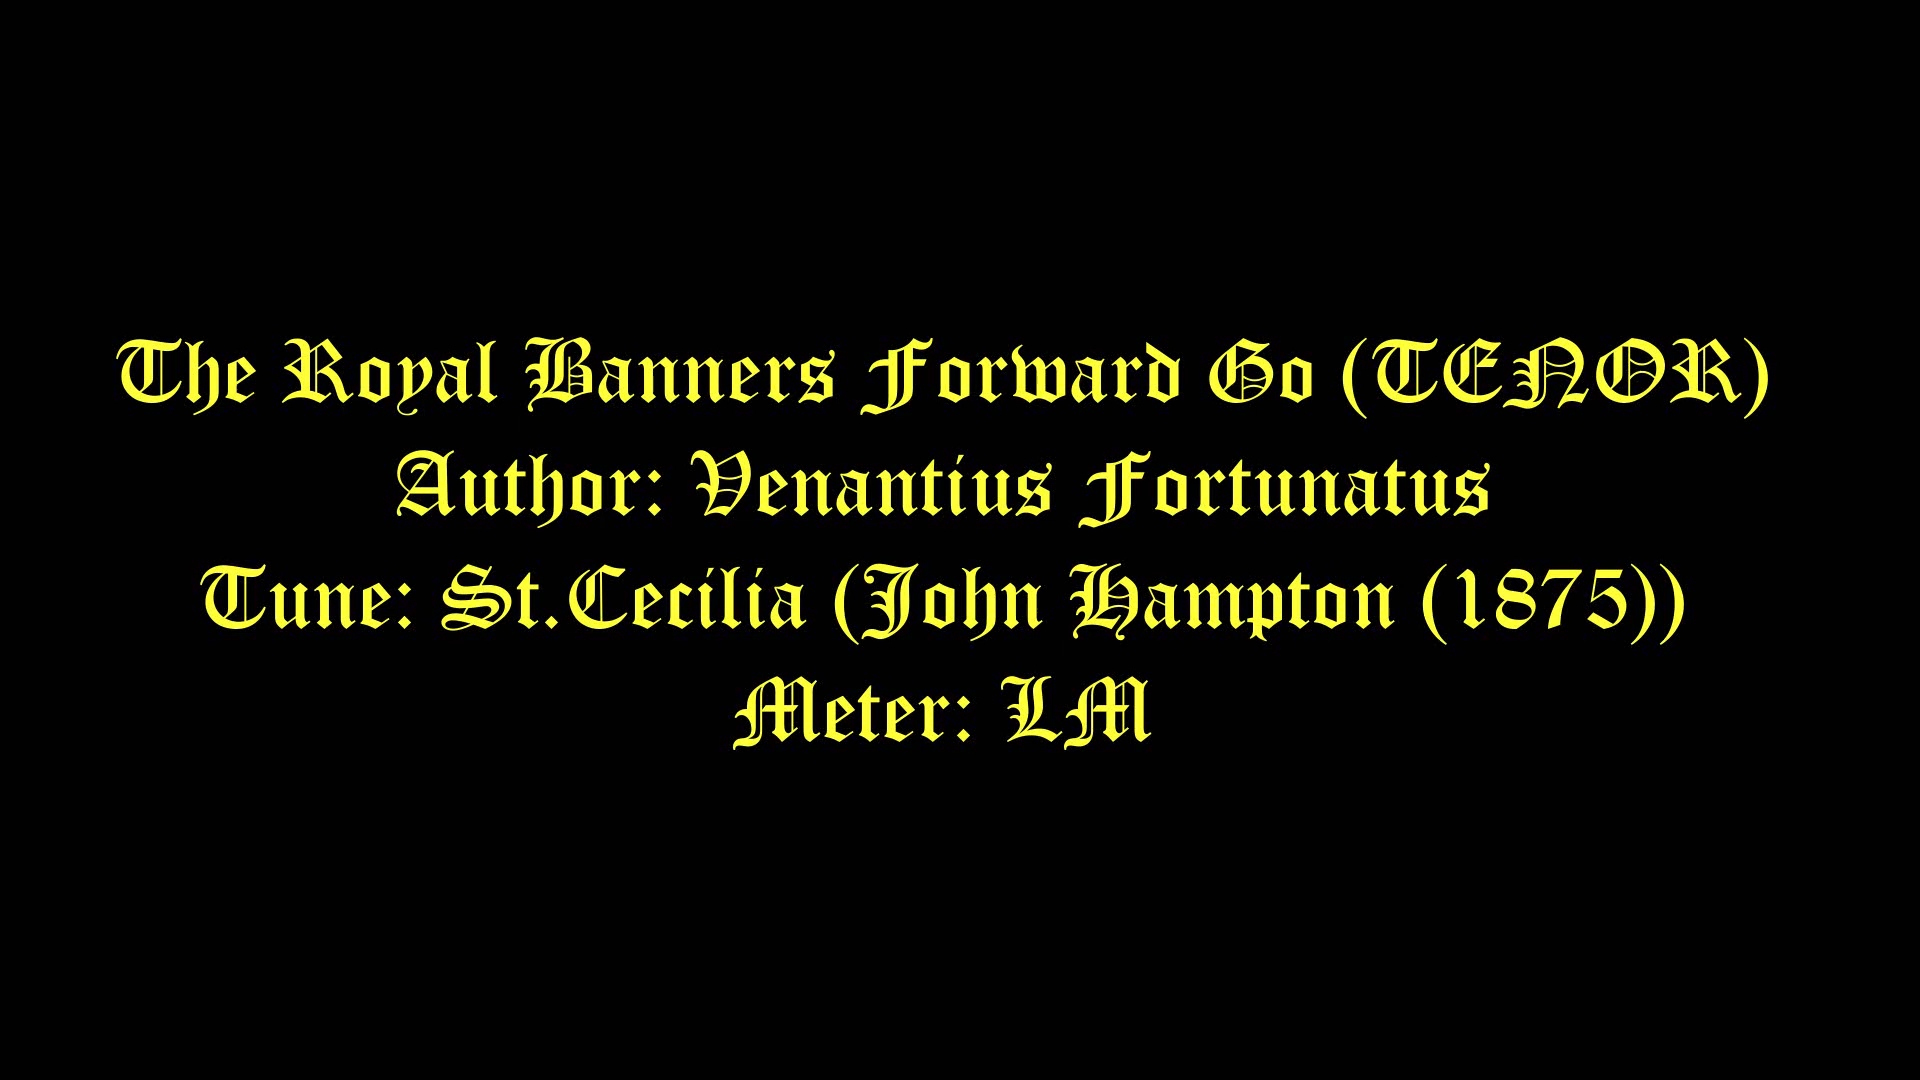 The Royal Banners Forward Go (TENOR)
Author: Venantius Fortunatus
Tune: St.Cecilia (John Hampton (1875))
Meter: LM